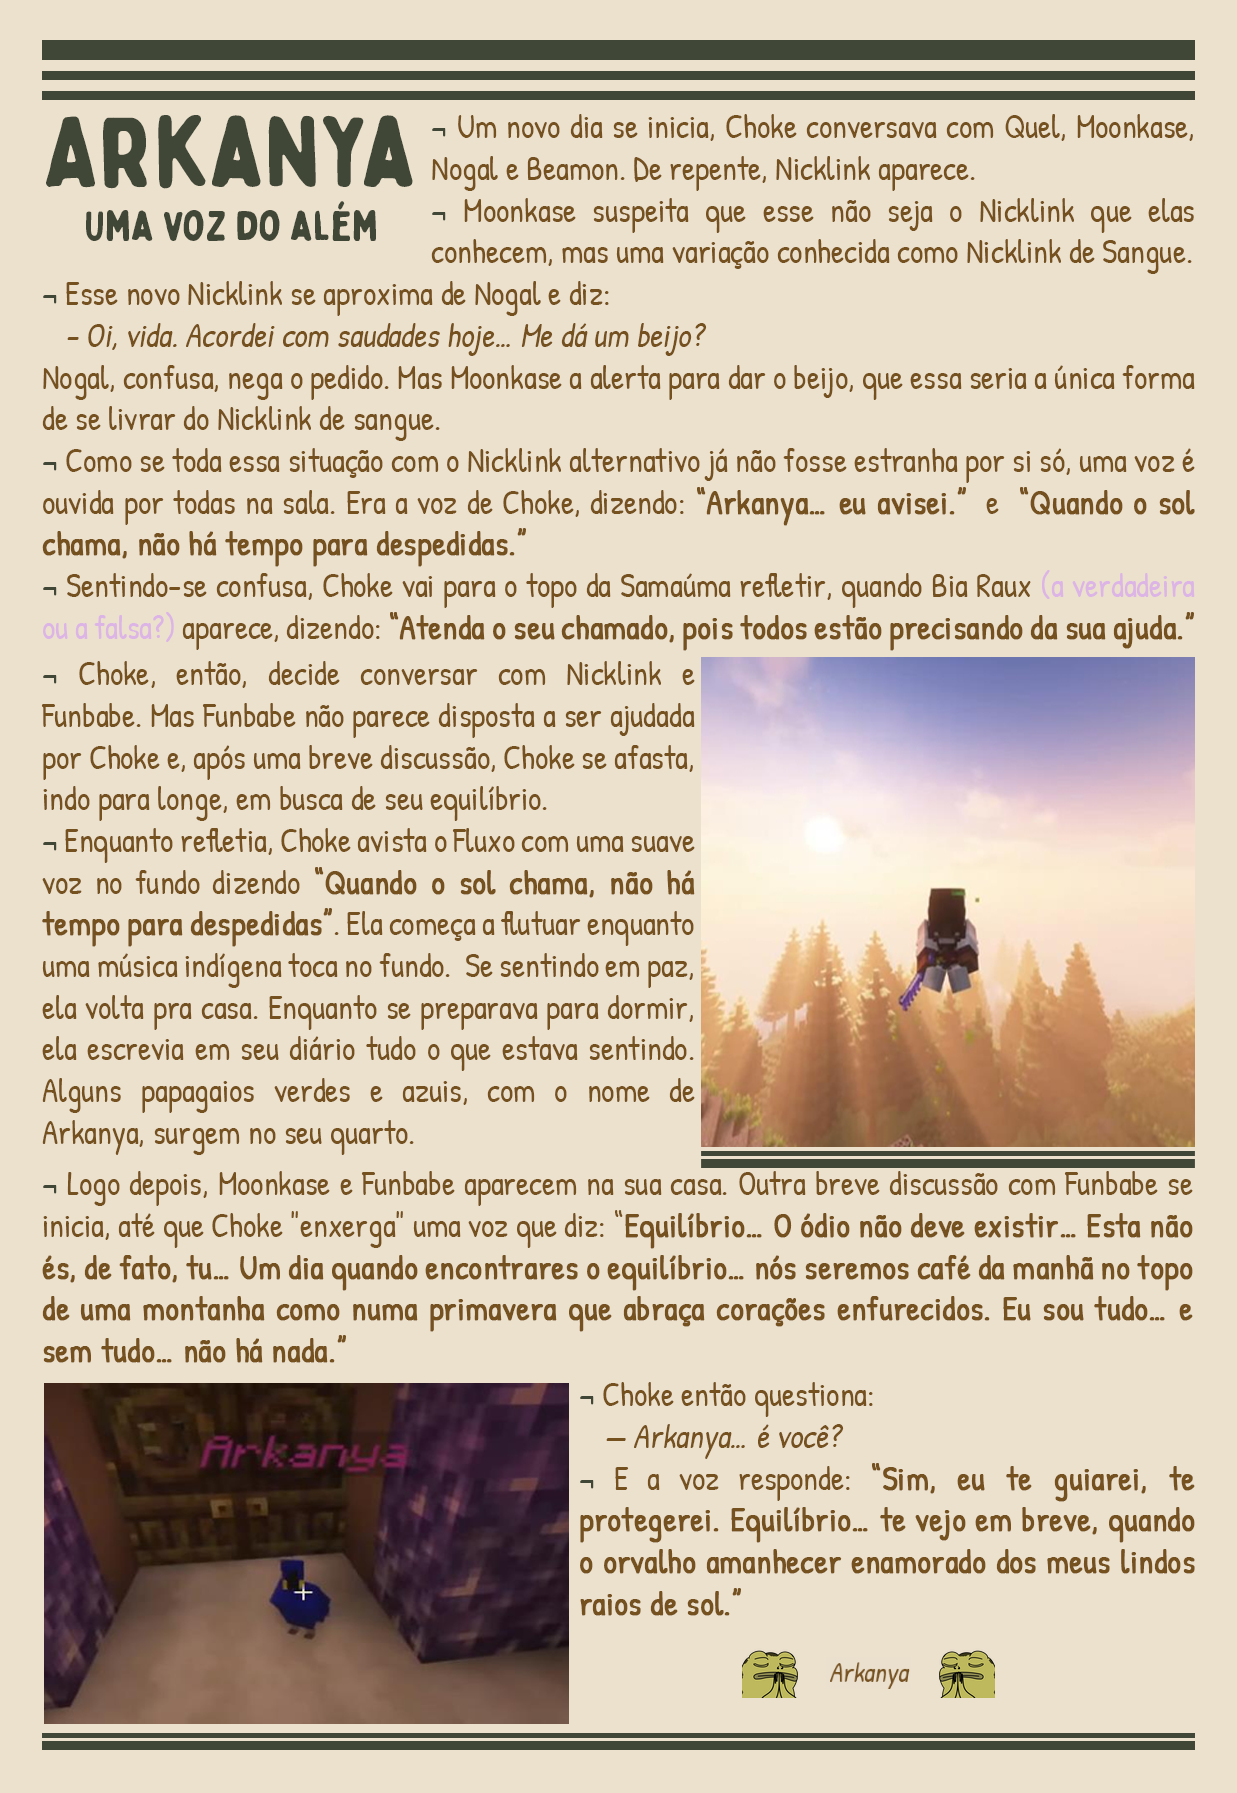 ARKANYA
UMA VOZ DO ALÉM
¬ Um novo dia se inicia, Choke conversava com Quel, Moonkase,
Nogal e Beamon. De repente, Nicklink aparece.
¬ Moonkase suspeita que esse não seja o Nicklink que elas
conhecem, mas uma variação conhecida como Nicklink de Sangue.
¬ Esse novo Nicklink se aproxima de Nogal e diz:
– Oi, vida. Acordei com saudades hoje... Me dá um beijo?
Nogal, confusa, nega o pedido. Mas Moonkase a alerta para dar o beijo, que essa seria a única forma
de se livrar do Nicklink de sangue.
¬ Como se toda essa situação com o Nicklink alternativo já não fosse estranha por si só, uma voz é
ouvida por todas na sala. Era a voz de Choke, dizendo: “Arkanya... eu avisei.” e “Quando o sol
chama, não há tempo para despedidas.”
¬ Sentindo-se confusa, Choke vai para o topo da Samaúma refletir, quando Bia Raux (a verdadeira
ou a falsa?) aparece, dizendo: “Atenda o seu chamado, pois todos estão precisando da sua ajuda.”
¬ Choke, então, decide conversar com Nicklink e
Funbabe. Mas Funbabe não parece disposta a ser ajudada
por Choke e, após uma breve discussão, Choke se afasta,
indo para longe, em busca de seu equilíbrio.
¬ Enquanto refletia, Choke avista o Fluxo com uma suave
voz no fundo dizendo “Quando o sol chama, não há
tempo para despedidas”. Ela começa a flutuar enquanto
uma música indígena toca no fundo. Se sentindo em paz,
ela volta pra casa. Enquanto se preparava para dormir,
ela escrevia em seu diário tudo o que estava sentindo.
Alguns papagaios verdes e azuis, com o nome de
Arkanya, surgem no seu quarto.
¬ Logo depois, Moonkase e Funbabe aparecem na sua casa. Outra breve discussão com Funbabe se
inicia, até que Choke "enxerga" uma voz que diz: “Equilíbrio... O ódio não deve existir... Esta não
és, de fato, tu... Um dia quando encontrares o equilíbrio... nós seremos café da manhã no topo
de uma montanha como numa primavera que abraça corações enfurecidos. Eu sou tudo... e
sem tudo... não há nada.”
Arkanya
¬ Choke então questiona:
— Arkanya... é você?
¬ E a voz responde: “Sim, eu te guiarei, te
protegerei. Equilíbrio... te vejo em breve, quando
o orvalho amanhecer enamorado dos meus lindos
raios de sol.”
Arkanya